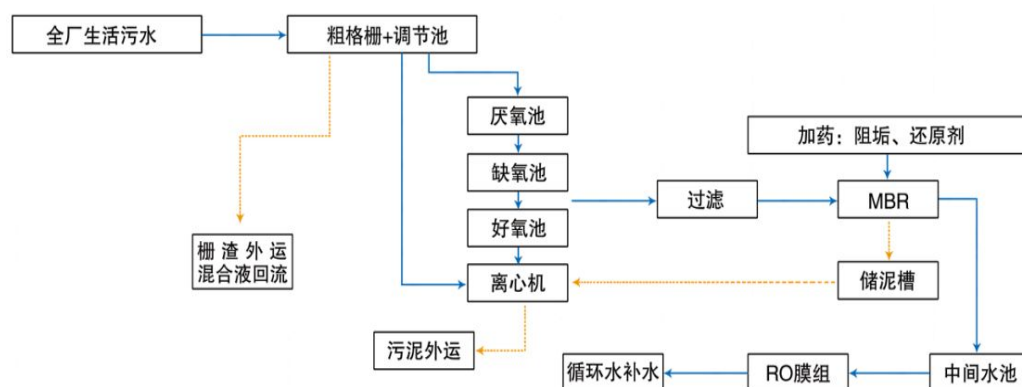 全厂生活污水
粗格栅+调节池
厌氧池
加药：阻垢、还原剂
缺氧池
过滤
MBR
好氧池
栅渣外运
混合液回流
离心机
储泥槽
污泥外运
循环水补水
RO膜组
中间水池